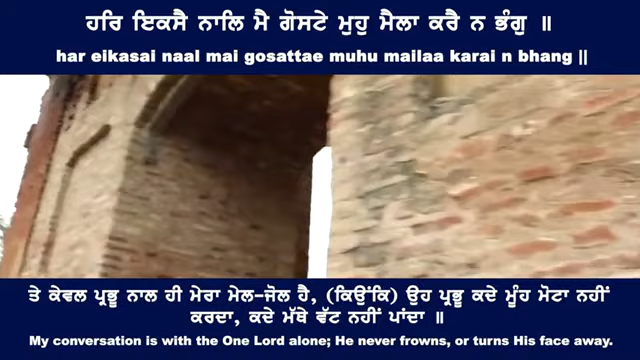 ਹਰਿ ਇਕਸੈ ਨਾਲਿ ਮੈ ਗੋਸਟੇ ਮੁਹੁ ਮੈਲਾ ਕਰੈ ਨ ਭੰਗੁ ॥
har eikasai naal mai gosattae muhu mailaa karai n bhang ||
ਤੇ ਕੇਵਲ ਪ੍ਰਭੂ ਨਾਲ ਹੀ ਮੇਰਾ ਮੇਲ-ਜੋਲ ਹੈ, (ਕਿਉਂਕਿ) ਉਹ ਪ੍ਰਭੂ ਕਦੇ ਮੂੰਹ ਮੋਟਾ ਨਹੀਂ
ਕਰਦਾ, ਕਦੇ ਮੱਥੇ ਵੱਟ ਨਹੀਂ ਪਾਂਦਾ ॥
My conversation is with the One Lord alone; He never frowns, or turns His face away.